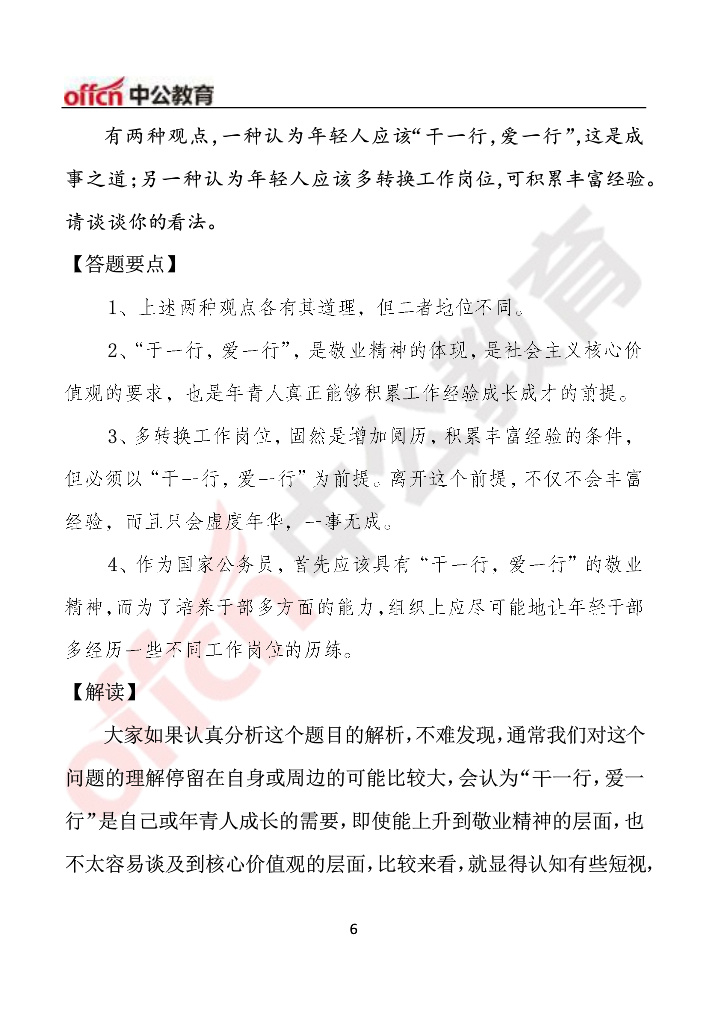 offcn 中公教育
有两种观点,一种认为年轻人应该“干一行,爱一行”,这是成
事之道;另一种认为年轻人应该多转换工作岗位,可积累丰富经验。
请谈谈你的看法。
【答题要点】
1、上述两种观点各有其道理，但二者地位不同。
2、“干一行，爱一行”，是敬业精神的体现，是社会主义核心价
值观的要求，也是年青人真正能够积累工作经验成长成才的前提。
3、多转换工作岗位，固然是增加阅历，积累丰富经验的条件，
但必须以“干一行，爱一行”为前提。离开这个前提，不仅不会丰富
经验，而且只会虚度年华，一事无成。
4、作为国家公务员，首先应该具有“干一行，爱一行”的敬业
精神,而为了培养干部多方面的能力,组织上应尽可能地让年轻干部
多经历一些不同工作岗位的历练。
【解读】
大家如果认真分析这个题目的解析,不难发现,通常我们对这个
问题的理解停留在自身或周边的可能比较大,会认为“干一行,爱一
行”是自己或年青人成长的需要,即使能上升到敬业精神的层面,也
不太容易谈及到核心价值观的层面,比较来看,就显得认知有些短视,
6
offcn 中公教育